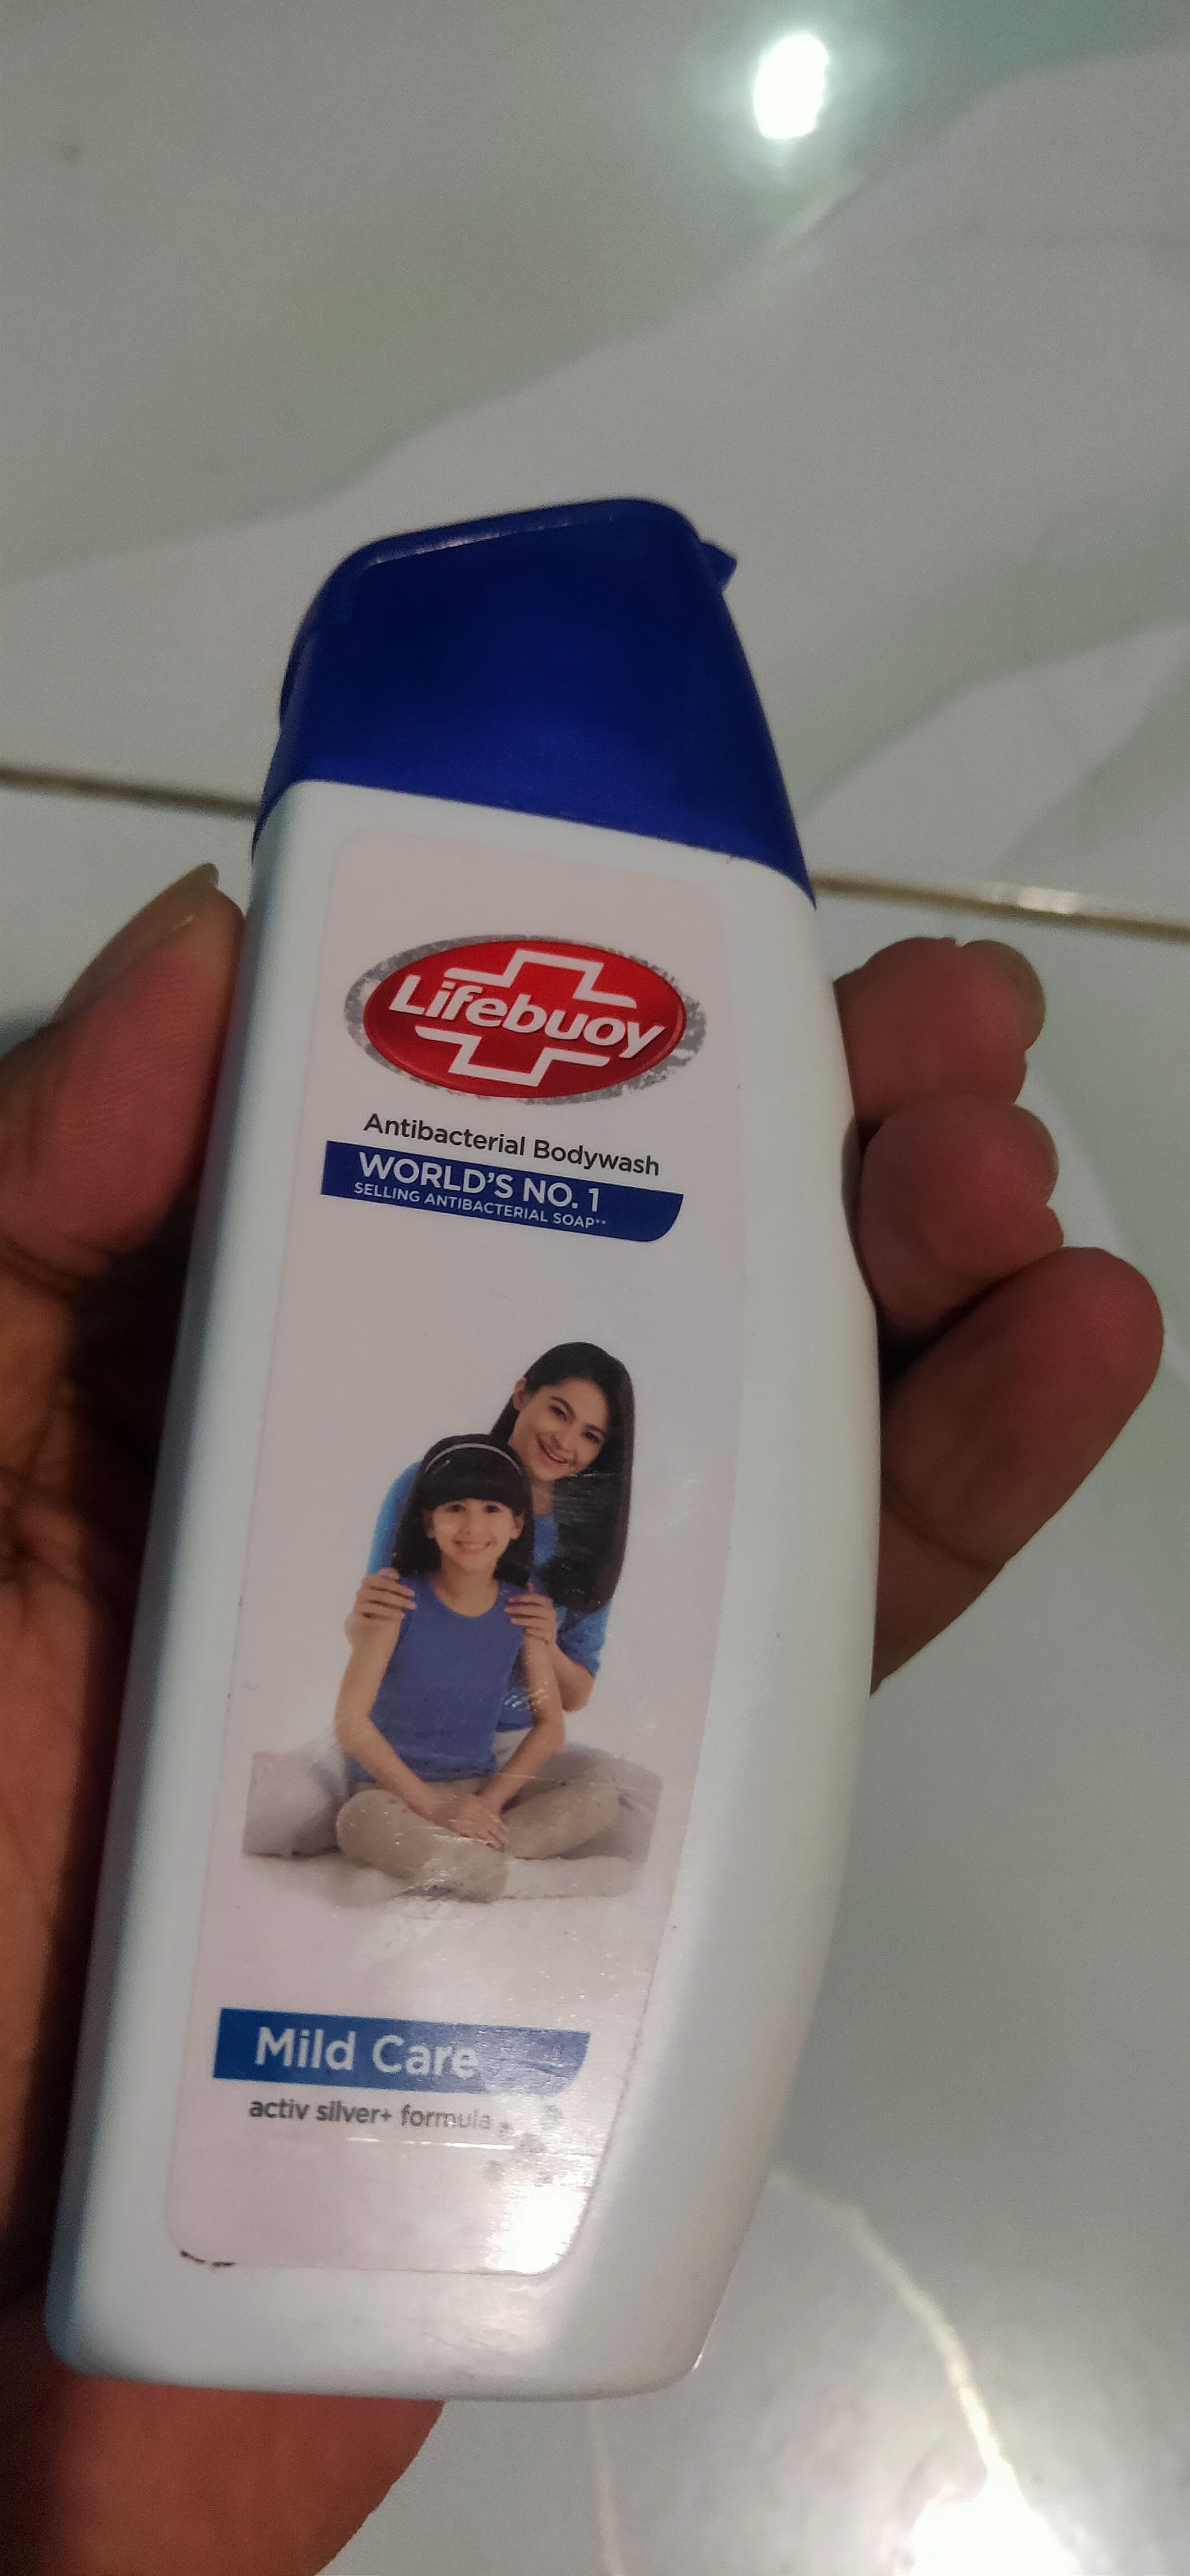 Lifebuoy
Antibacterial Bodywash
WORLD'S NO. 1
SELLING ANTIBACTERIAL SOAP**
Mild Care
activ silver+ formula